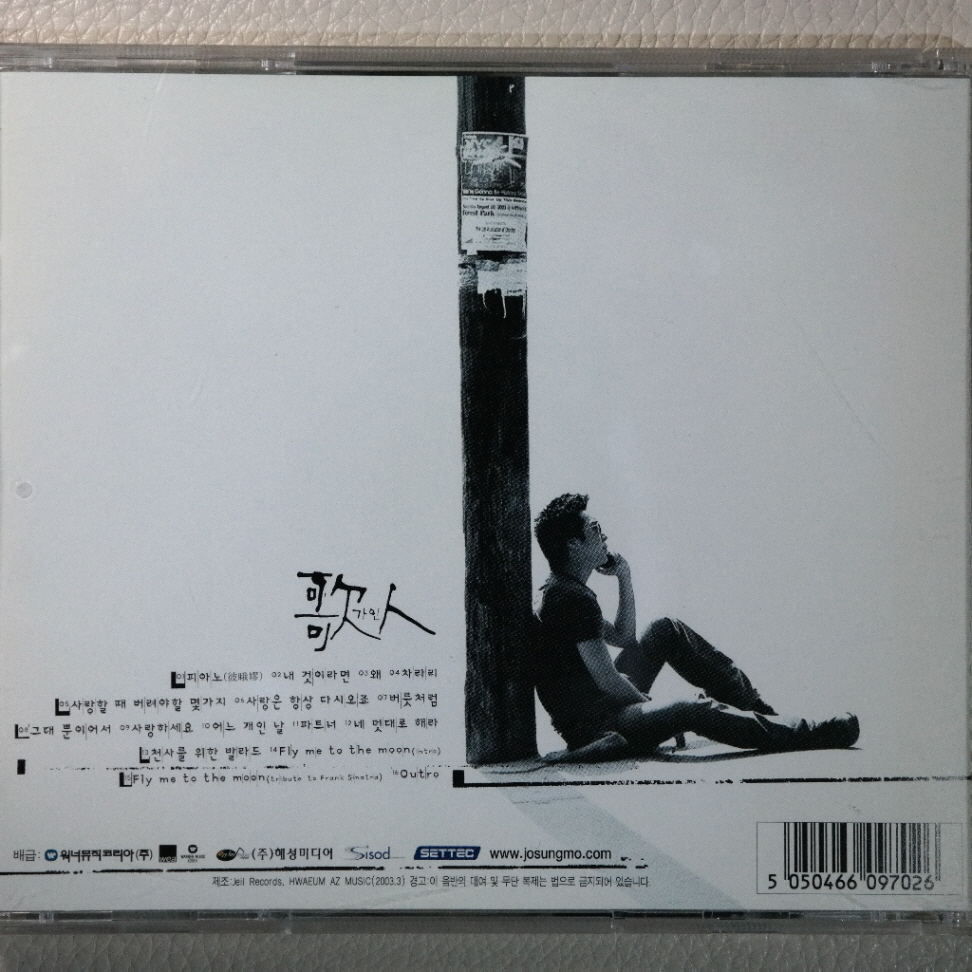 We're Gonna be
forest Park
歌人
가인
01피아노 02내 것이라면 03왜 04차라리
05사랑할 때 버려야할 몇가지 06사랑은 항상 다시오죠 07버릇처럼
08그대 뿐이어서 09사랑하세요 10어느 개인 날 11파트너 12네 멋대로 해라
13천사를 위한 발라드 14Fly me to the moon(intro)
15Fly me to the moon(tribute to Frank Sinatra) 16Outro
배급: 워너뮤직코리아(주) (주)혜성미디어 Sisod SETTEC www.josungmo.com
제조:Jeil Records, HWAEUM AZ MUSIC(2003.3) 경고:이 음반의 대여 및 무단 복제는 법으로 금지되어 있습니다.
5 050466 097026